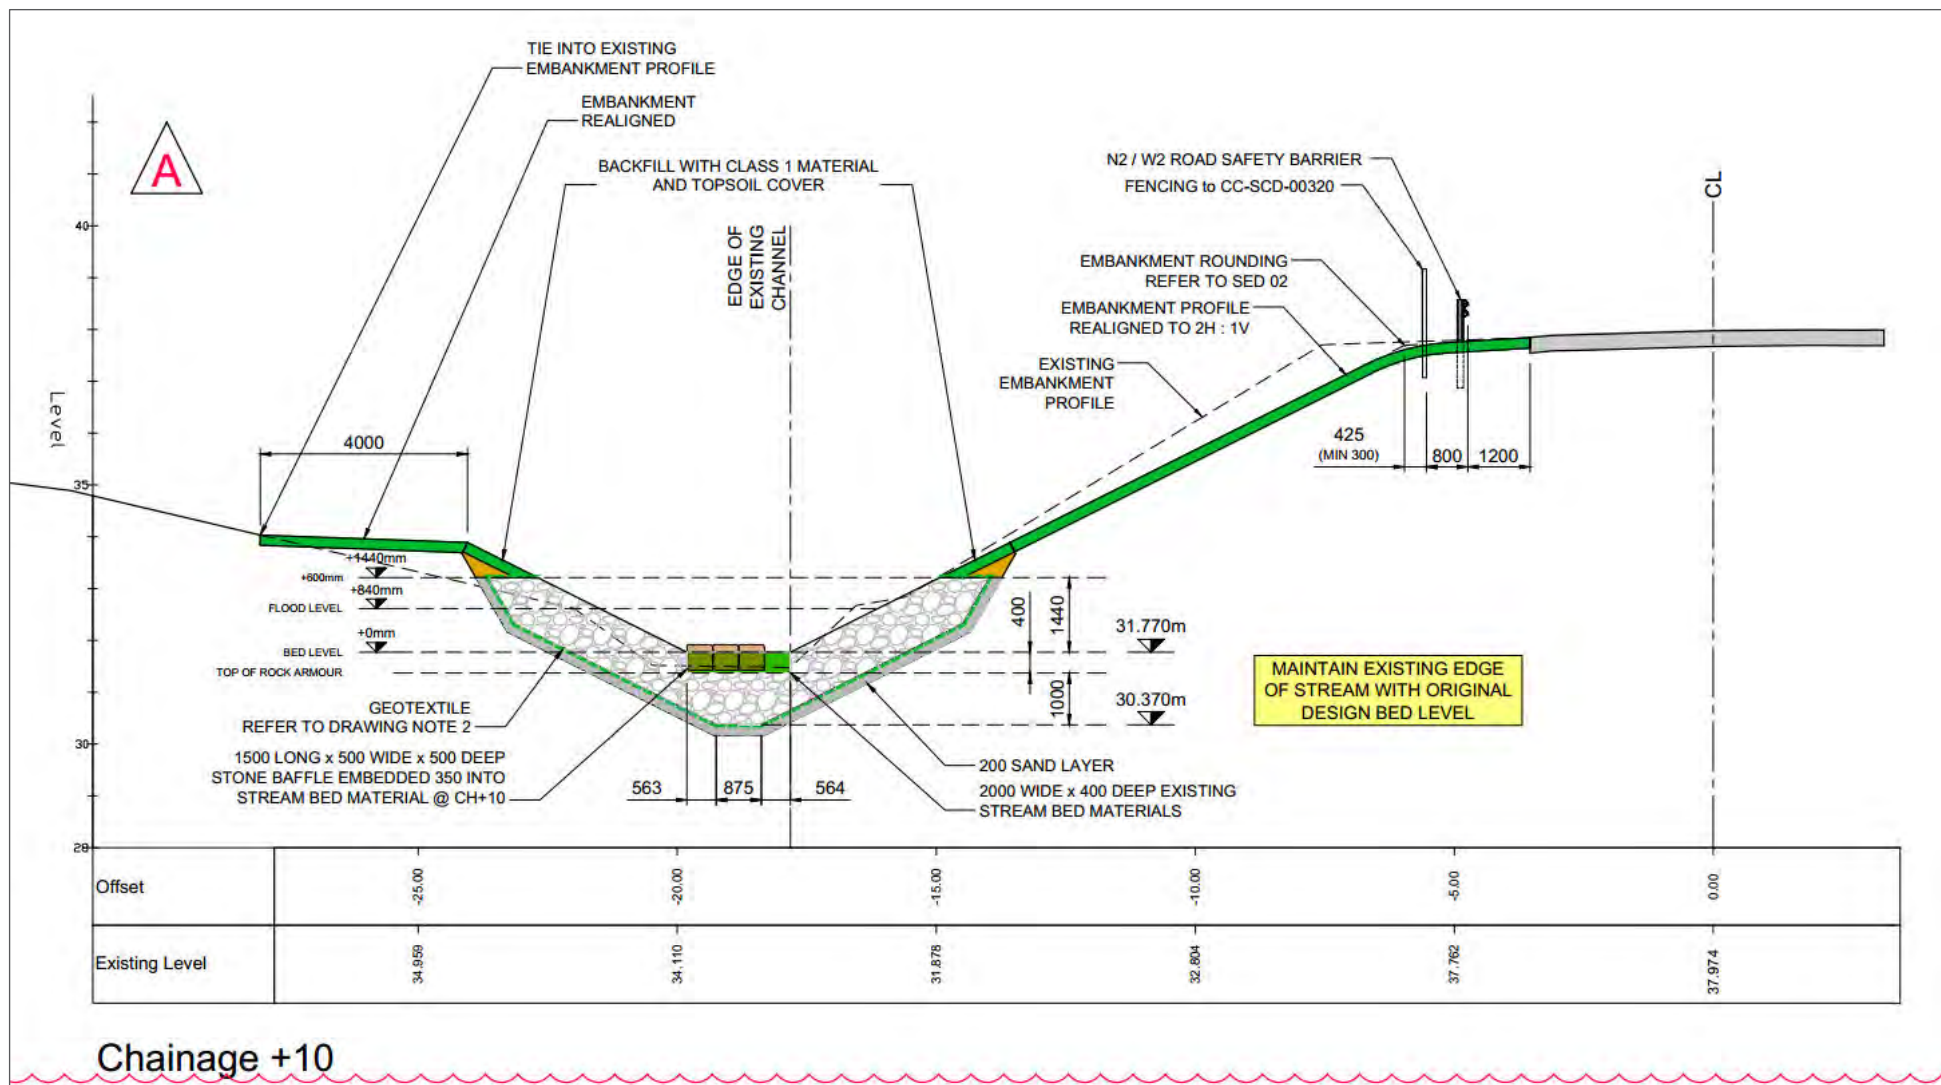 TIE INTO EXISTING
EMBANKMENT PROFILE
EMBANKMENT
REALIGNED
A
BACKFILL WITH CLASS 1 MATERIAL
AND TOPSOIL COVER
N2 / W2 ROAD SAFETY BARRIER
FENCING to CC-SCD-00320
CL
EDGE OF
EXISTING
CHANNEL
EMBANKMENT ROUNDING
REFER TO SED 02
EMBANKMENT PROFILE
REALIGNED TO 2H : 1V
EXISTING
EMBANKMENT
PROFILE
Level
40
35
30
28
4000
425
(MIN 300)
800
1200
+1440mm
+600mm
+840mm
FLOOD LEVEL
+0mm
BED LEVEL
TOP OF ROCK ARMOUR
400
1440
1000
31.770m
30.370m
MAINTAIN EXISTING EDGE
OF STREAM WITH ORIGINAL
DESIGN BED LEVEL
GEOTEXTILE
REFER TO DRAWING NOTE 2
1500 LONG x 500 WIDE x 500 DEEP
STONE BAFFLE EMBEDDED 350 INTO
STREAM BED MATERIAL @ CH+10
563
875
564
200 SAND LAYER
2000 WIDE x 400 DEEP EXISTING
STREAM BED MATERIALS
Offset
-25.00
-20.00
-15.00
-10.00
-5.00
0.00
Existing Level
34.959
34.110
31.878
32.804
37.762
37.974
Chainage +10